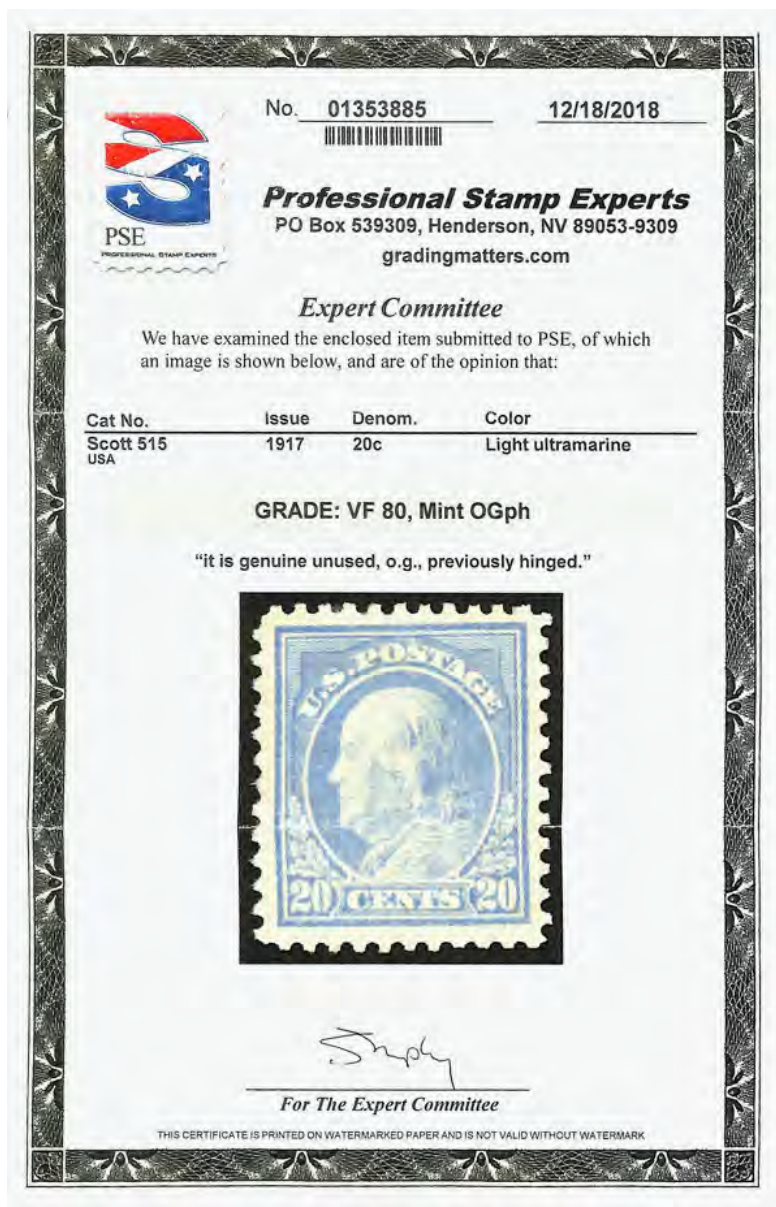 No. 01353885 12/18/2018
PSE
PROFESSIONAL STAMP EXPERTS
Professional Stamp Experts
PO Box 539309, Henderson, NV 89053-9309
gradingmatters.com
Expert Committee
We have examined the enclosed item submitted to PSE, of which
an image is shown below, and are of the opinion that:
Cat No. Issue Denom. Color
Scott 515 1917 20c Light ultramarine
USA
GRADE: VF 80, Mint OGph
"it is genuine unused, o.g., previously hinged."
U.S. POSTAGE
20 CENTS 20
For The Expert Committee
THIS CERTIFICATE IS PRINTED ON WATERMARKED PAPER AND IS NOT VALID WITHOUT WATERMARK